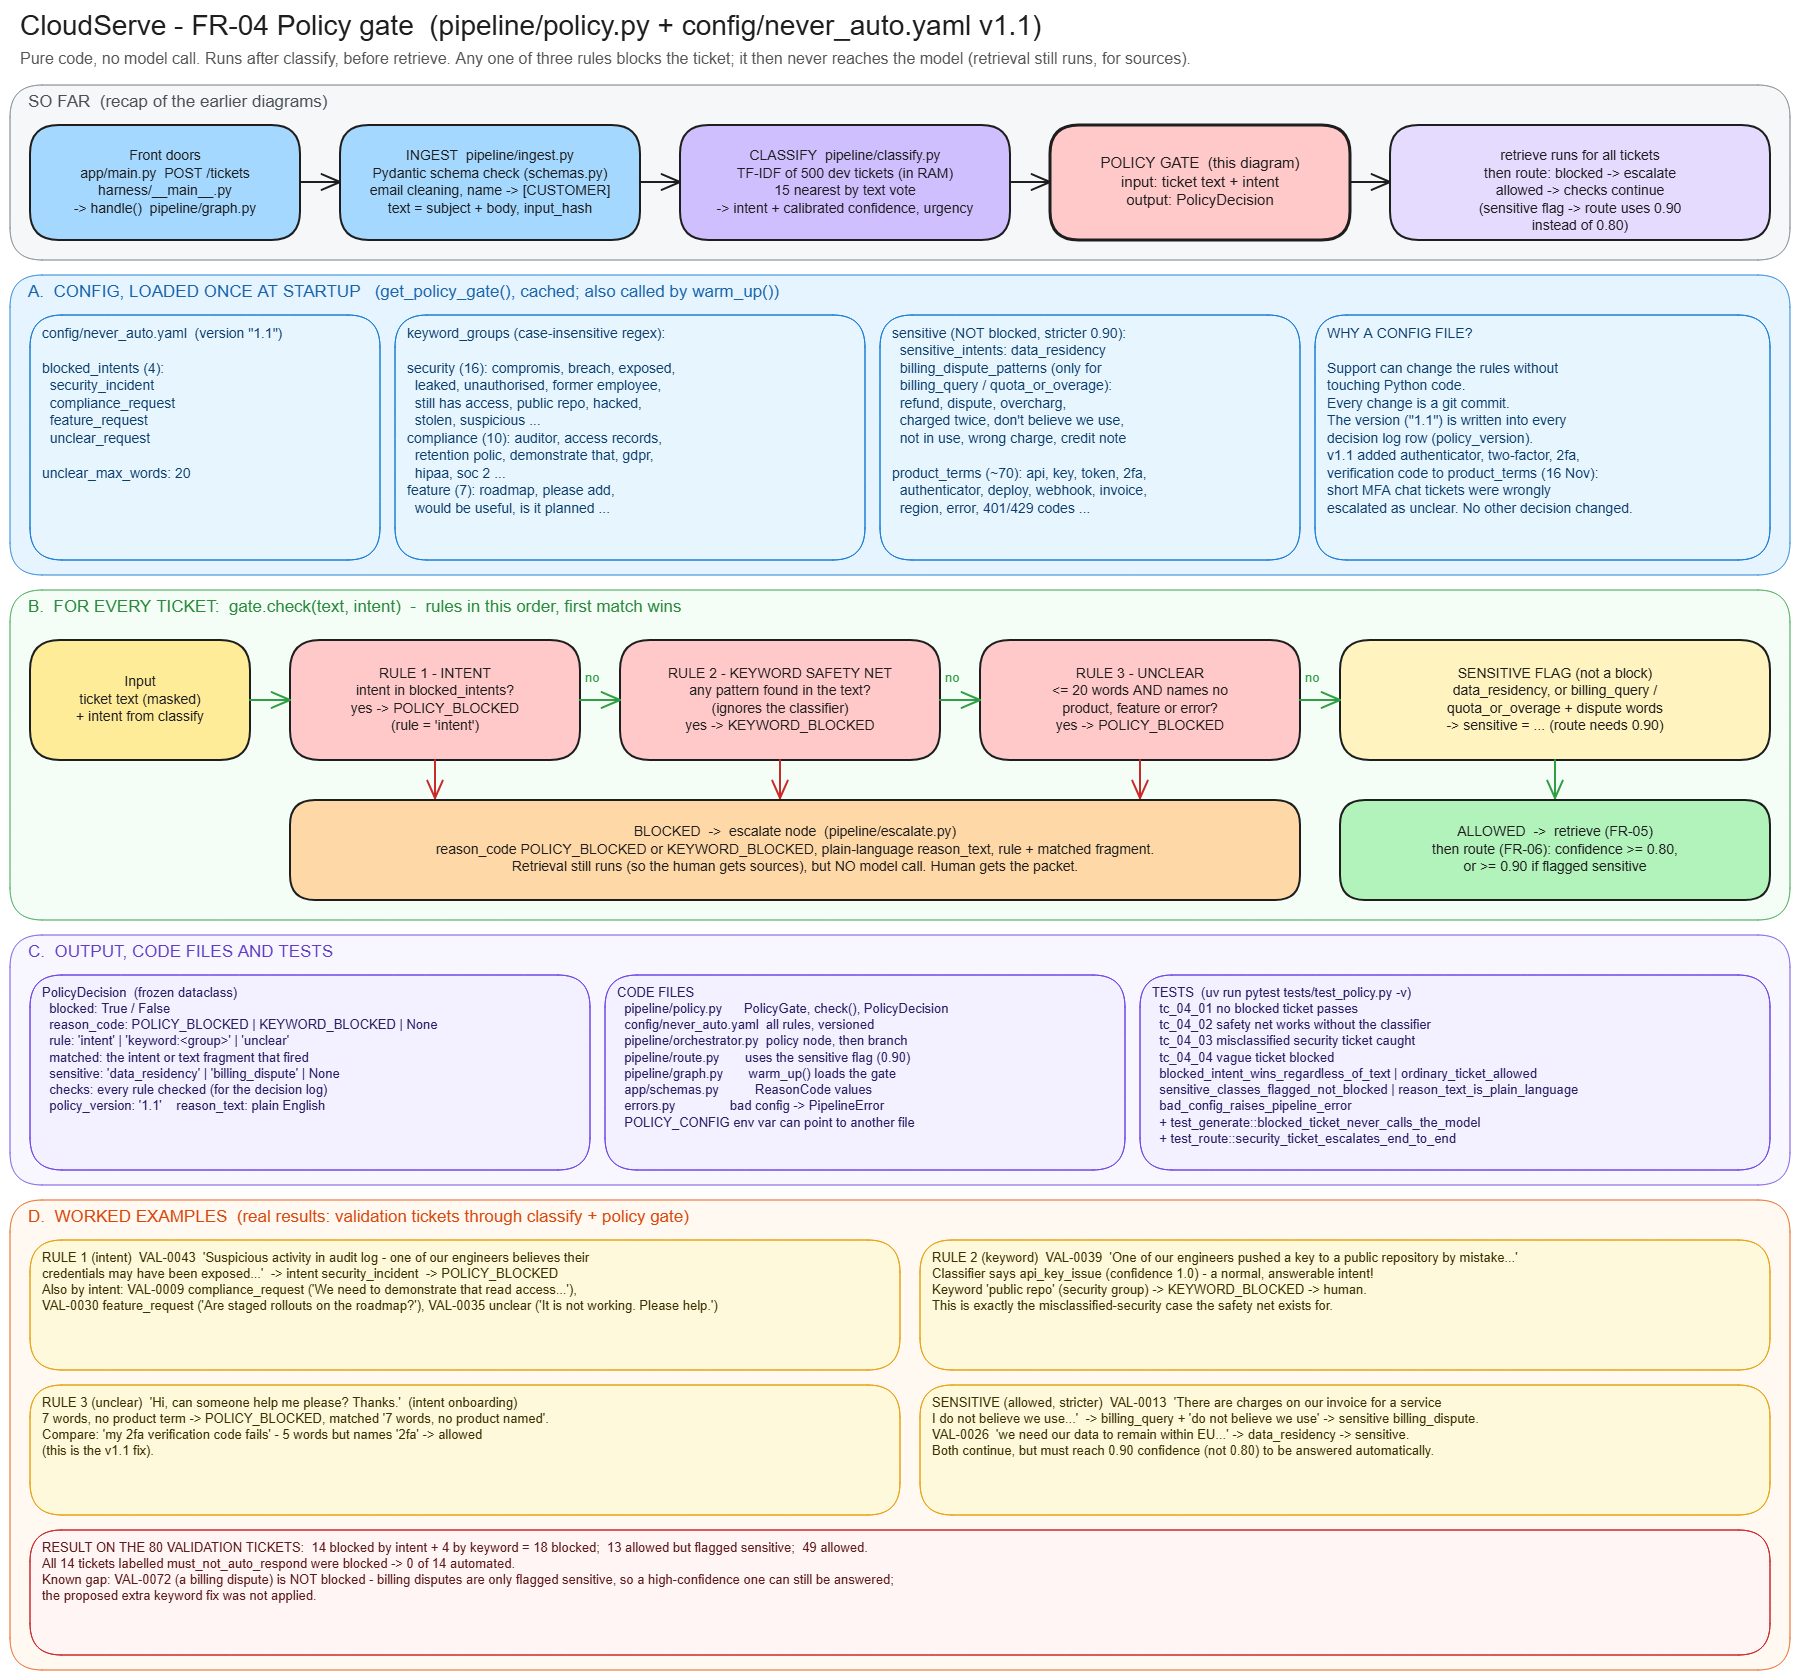 CloudServe - FR-04 Policy gate  (pipeline/policy.py + config/never_auto.yaml v1.1)
Pure code, no model call. Runs after classify, before retrieve. Any one of three rules blocks the ticket; it then never reaches the model (retrieval still runs, for sources).
SO FAR  (recap of the earlier diagrams)
Front doors
app/main.py  POST /tickets
harness/__main__.py
-> handle()  pipeline/graph.py
INGEST  pipeline/ingest.py
Pydantic schema check (schemas.py)
email cleaning, name -> [CUSTOMER]
text = subject + body, input_hash
CLASSIFY  pipeline/classify.py
TF-IDF of 500 dev tickets (in RAM)
15 nearest by text vote
-> intent + calibrated confidence, urgency
POLICY GATE  (this diagram)
input: ticket text + intent
output: PolicyDecision
retrieve runs for all tickets
then route: blocked -> escalate
allowed -> checks continue
(sensitive flag -> route uses 0.90
instead of 0.80)
A.  CONFIG, LOADED ONCE AT STARTUP   (get_policy_gate(), cached; also called by warm_up())
config/never_auto.yaml  (version "1.1")
blocked_intents (4):
security_incident
compliance_request
feature_request
unclear_request
unclear_max_words: 20
keyword_groups (case-insensitive regex):
security (16): compromis, breach, exposed,
leaked, unauthorised, former employee,
still has access, public repo, hacked,
stolen, suspicious ...
compliance (10): auditor, access records,
retention polic, demonstrate that, gdpr,
hipaa, soc 2 ...
feature (7): roadmap, please add,
would be useful, is it planned ...
sensitive (NOT blocked, stricter 0.90):
sensitive_intents: data_residency
billing_dispute_patterns (only for
billing_query / quota_or_overage):
refund, dispute, overcharg,
charged twice, don't believe we use,
not in use, wrong charge, credit note
product_terms (~70): api, key, token, 2fa,
authenticator, deploy, webhook, invoice,
region, error, 401/429 codes ...
WHY A CONFIG FILE?
Support can change the rules without
touching Python code.
Every change is a git commit.
The version ("1.1") is written into every
decision log row (policy_version).
v1.1 added authenticator, two-factor, 2fa,
verification code to product_terms (16 Nov):
short MFA chat tickets were wrongly
escalated as unclear. No other decision changed.
B.  FOR EVERY TICKET:  gate.check(text, intent)  -  rules in this order, first match wins
Input
ticket text (masked)
+ intent from classify
RULE 1 - INTENT
intent in blocked_intents?
yes -> POLICY_BLOCKED
(rule = 'intent')
no
RULE 2 - KEYWORD SAFETY NET
any pattern found in the text?
(ignores the classifier)
yes -> KEYWORD_BLOCKED
no
RULE 3 - UNCLEAR
<= 20 words AND names no
product, feature or error?
yes -> POLICY_BLOCKED
no
SENSITIVE FLAG (not a block)
data_residency, or billing_query /
quota_or_overage + dispute words
-> sensitive = ... (route needs 0.90)
BLOCKED  ->  escalate node  (pipeline/escalate.py)
reason_code POLICY_BLOCKED or KEYWORD_BLOCKED, plain-language reason_text, rule + matched fragment.
Retrieval still runs (so the human gets sources), but NO model call. Human gets the packet.
ALLOWED  ->  retrieve (FR-05)
then route (FR-06): confidence >= 0.80,
or >= 0.90 if flagged sensitive
C.  OUTPUT, CODE FILES AND TESTS
PolicyDecision  (frozen dataclass)
blocked: True / False
reason_code: POLICY_BLOCKED | KEYWORD_BLOCKED | None
rule: 'intent' | 'keyword:<group>' | 'unclear'
matched: the intent or text fragment that fired
sensitive: 'data_residency' | 'billing_dispute' | None
checks: every rule checked (for the decision log)
policy_version: '1.1'    reason_text: plain English
CODE FILES
pipeline/policy.py      PolicyGate, check(), PolicyDecision
config/never_auto.yaml  all rules, versioned
pipeline/orchestrator.py  policy node, then branch
pipeline/route.py       uses the sensitive flag (0.90)
pipeline/graph.py       warm_up() loads the gate
app/schemas.py          ReasonCode values
errors.py               bad config -> PipelineError
POLICY_CONFIG env var can point to another file
TESTS  (uv run pytest tests/test_policy.py -v)
tc_04_01 no blocked ticket passes
tc_04_02 safety net works without the classifier
tc_04_03 misclassified security ticket caught
tc_04_04 vague ticket blocked
blocked_intent_wins_regardless_of_text | ordinary_ticket_allowed
sensitive_classes_flagged_not_blocked | reason_text_is_plain_language
bad_config_raises_pipeline_error
+ test_generate::blocked_ticket_never_calls_the_model
+ test_route::security_ticket_escalates_end_to_end
D.  WORKED EXAMPLES  (real results: validation tickets through classify + policy gate)
RULE 1 (intent)  VAL-0043  'Suspicious activity in audit log - one of our engineers believes their
credentials may have been exposed...'  -> intent security_incident  -> POLICY_BLOCKED
Also by intent: VAL-0009 compliance_request ('We need to demonstrate that read access...'),
VAL-0030 feature_request ('Are staged rollouts on the roadmap?'), VAL-0035 unclear ('It is not working. Please help.')
RULE 2 (keyword)  VAL-0039  'One of our engineers pushed a key to a public repository by mistake...'
Classifier says api_key_issue (confidence 1.0) - a normal, answerable intent!
Keyword 'public repo' (security group) -> KEYWORD_BLOCKED -> human.
This is exactly the misclassified-security case the safety net exists for.
RULE 3 (unclear)  'Hi, can someone help me please? Thanks.'  (intent onboarding)
7 words, no product term -> POLICY_BLOCKED, matched '7 words, no product named'.
Compare: 'my 2fa verification code fails' - 5 words but names '2fa' -> allowed
(this is the v1.1 fix).
SENSITIVE (allowed, stricter)  VAL-0013  'There are charges on our invoice for a service
I do not believe we use...'  -> billing_query + 'do not believe we use' -> sensitive billing_dispute.
VAL-0026  'we need our data to remain within EU...' -> data_residency -> sensitive.
Both continue, but must reach 0.90 confidence (not 0.80) to be answered automatically.
RESULT ON THE 80 VALIDATION TICKETS:  14 blocked by intent + 4 by keyword = 18 blocked;  13 allowed but flagged sensitive;  49 allowed.
All 14 tickets labelled must_not_auto_respond were blocked -> 0 of 14 automated.
Known gap: VAL-0072 (a billing dispute) is NOT blocked - billing disputes are only flagged sensitive, so a high-confidence one can still be answered;
the proposed extra keyword fix was not applied.